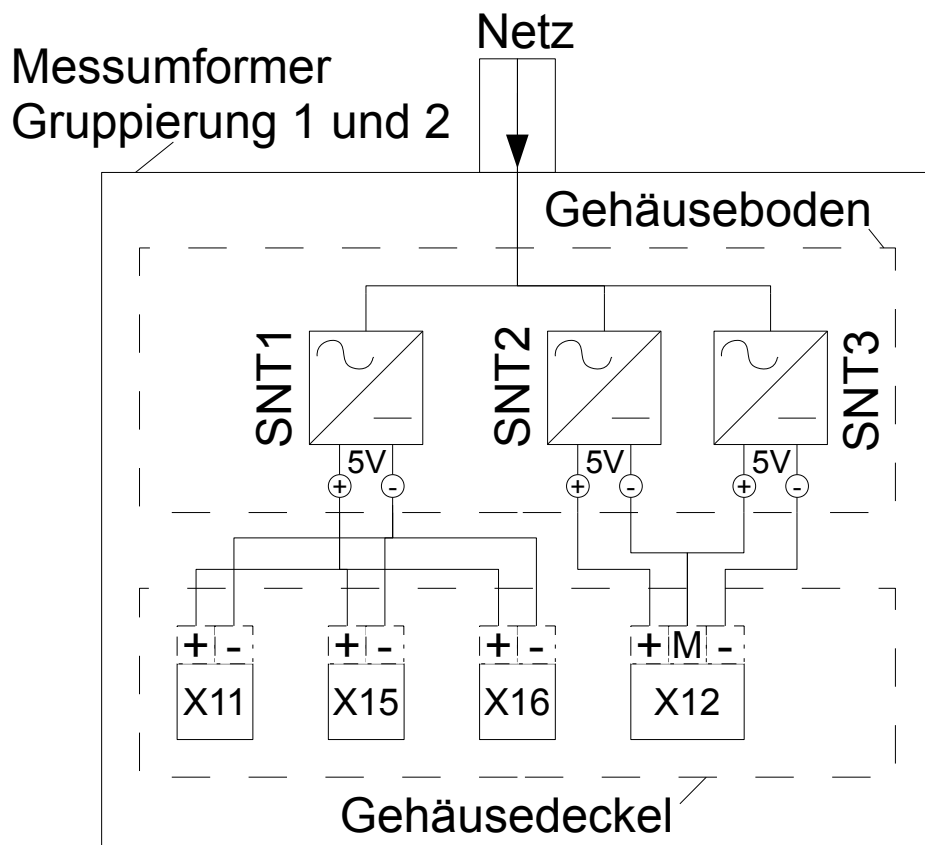 Netz
Messumformer
Gruppierung 1 und 2
Gehäuseboden
SNT1
SNT2
SNT3
5V
5V
5V
+ -
+ -
+ -
+ -
+ -
+ -
+ M -
X11
X15
X16
X12
Gehäusedeckel